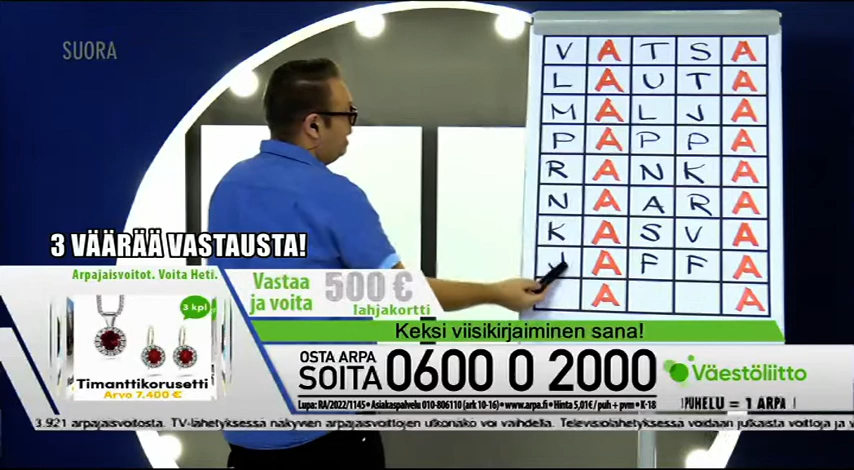 SUORA
V A T S A
L A U T A
M A L J A
P A P P A
R A N K A
N A A R A
K A S V A
A F F A
A A
3 VÄÄRÄÄ VASTAUSTA!
Arpajaisvoitot. Voita Heti.
3 kpl
Timanttikorusetti
Arvo 7.400 €
Vastaa ja voita
500 €
lahjakortti
Keksi viisikirjaiminen sana!
OSTA ARPA
SOITA 0600 0 2000
Väestöliitto
Lupa: RA/2022/1145 • Asiakaspalvelu 010-806110 (ark 10-16) • www.arpa.fi • Hinta 5,01€ / puh + pvm • K-18
1 PUHELU = 1 ARPA
3.921 arpajaisvoitosta. TV-lähetyksessä näkyvien arpajaisvoittojen ulkonäkö voi vaihdella. Televisiolähetyksessä voidaan julkaista voittoja ja